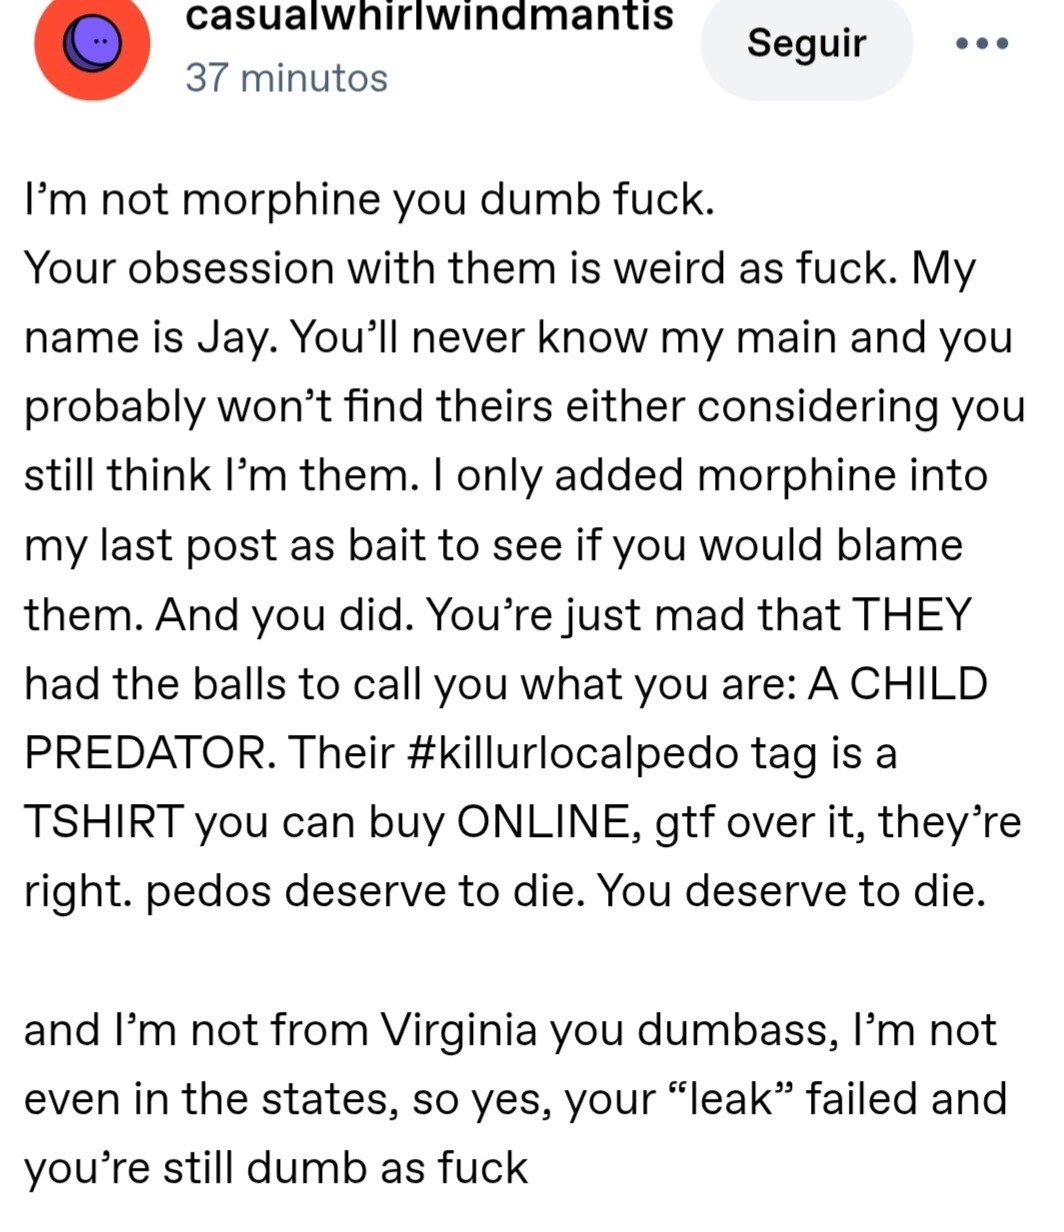 casualwhirlwindmantis
Seguir
37 minutos
I'm not morphine you dumb fuck.
Your obsession with them is weird as fuck. My
name is Jay. You'll never know my main and you
probably won't find theirs either considering you
still think I'm them. I only added morphine into
my last post as bait to see if you would blame
them. And you did. You're just mad that THEY
had the balls to call you what you are: A CHILD
PREDATOR. Their #killurlocalpedo tag is a
TSHIRT you can buy ONLINE, gtf over it, they're
right. pedos deserve to die. You deserve to die.
and I'm not from Virginia you dumbass, I'm not
even in the states, so yes, your “leak” failed and
you're still dumb as fuck